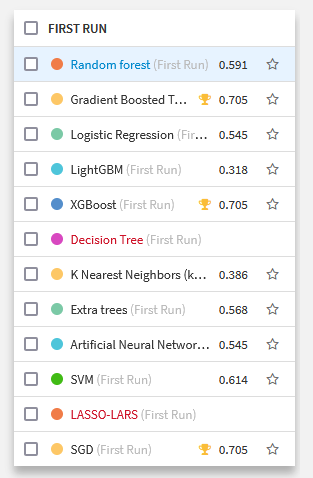 FIRST RUN
Random forest (First Run) 0.591
Gradient Boosted T... 0.705
Logistic Regression (Fir... 0.545
LightGBM (First Run) 0.318
XGBoost (First Run) 0.705
Decision Tree (First Run)
K Nearest Neighbors (k... 0.386
Extra trees (First Run) 0.568
Artificial Neural Networ... 0.545
SVM (First Run) 0.614
LASSO-LARS (First Run)
SGD (First Run) 0.705